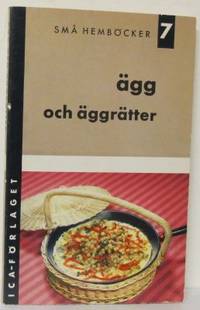 SMÅ HEMBÖCKER 7
ägg
och äggrätter
ICA-FÖRLAGET